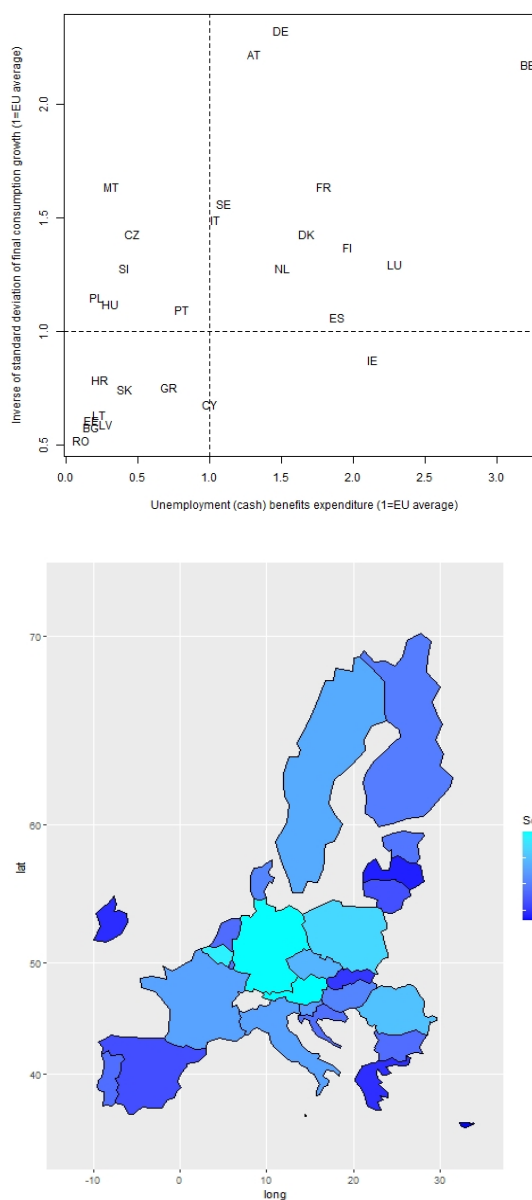 Inverse of standard deviation of final consumption growth (1=EU average)
DE
AT
BE
2.0
MT
FR
SE
1.5
IT
CZ
DK
FI
SI
NL
LU
PL
HU
PT
ES
1.0
IE
HR
SK
GR
CY
LT
LV
BG
RO
0.5
0.0 0.5 1.0 1.5 2.0 2.5 3.0
Unemployment (cash) benefits expenditure (1=EU average)
70
60
lat
50
40
-10 0 10 20 30
long